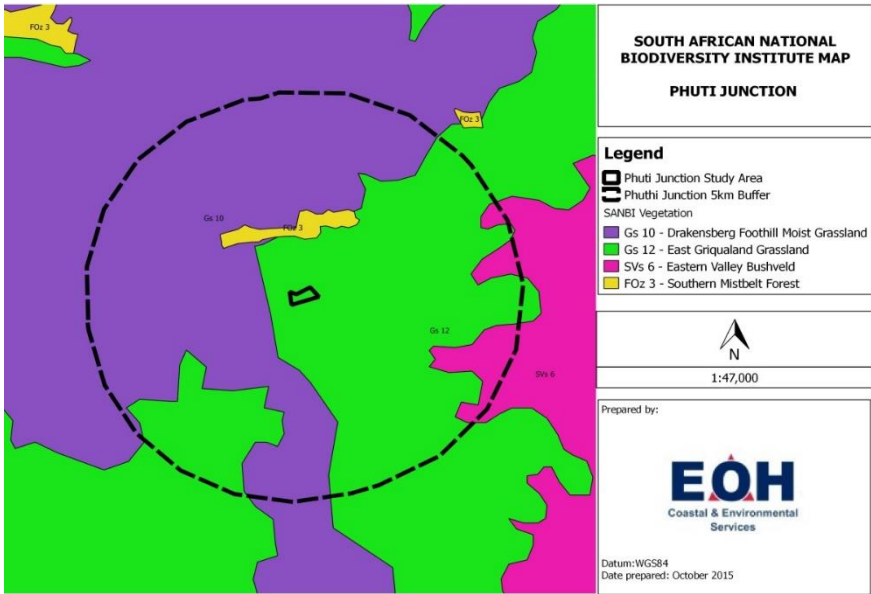 FOz 3
FOz 3
Gs 10
FOz 3
Gs 12
SVs 6
SOUTH AFRICAN NATIONAL
BIODIVERSITY INSTITUTE MAP
PHUTI JUNCTION
Legend
Phuti Junction Study Area
Phuthi Junction 5km Buffer
SANBI Vegetation
Gs 10 - Drakensberg Foothill Moist Grassland
Gs 12 - East Griqualand Grassland
SVs 6 - Eastern Valley Bushveld
FOz 3 - Southern Mistbelt Forest
N
1:47,000
Prepared by:
EOH
Coastal & Environmental
Services
Datum:WGS84
Date prepared: October 2015